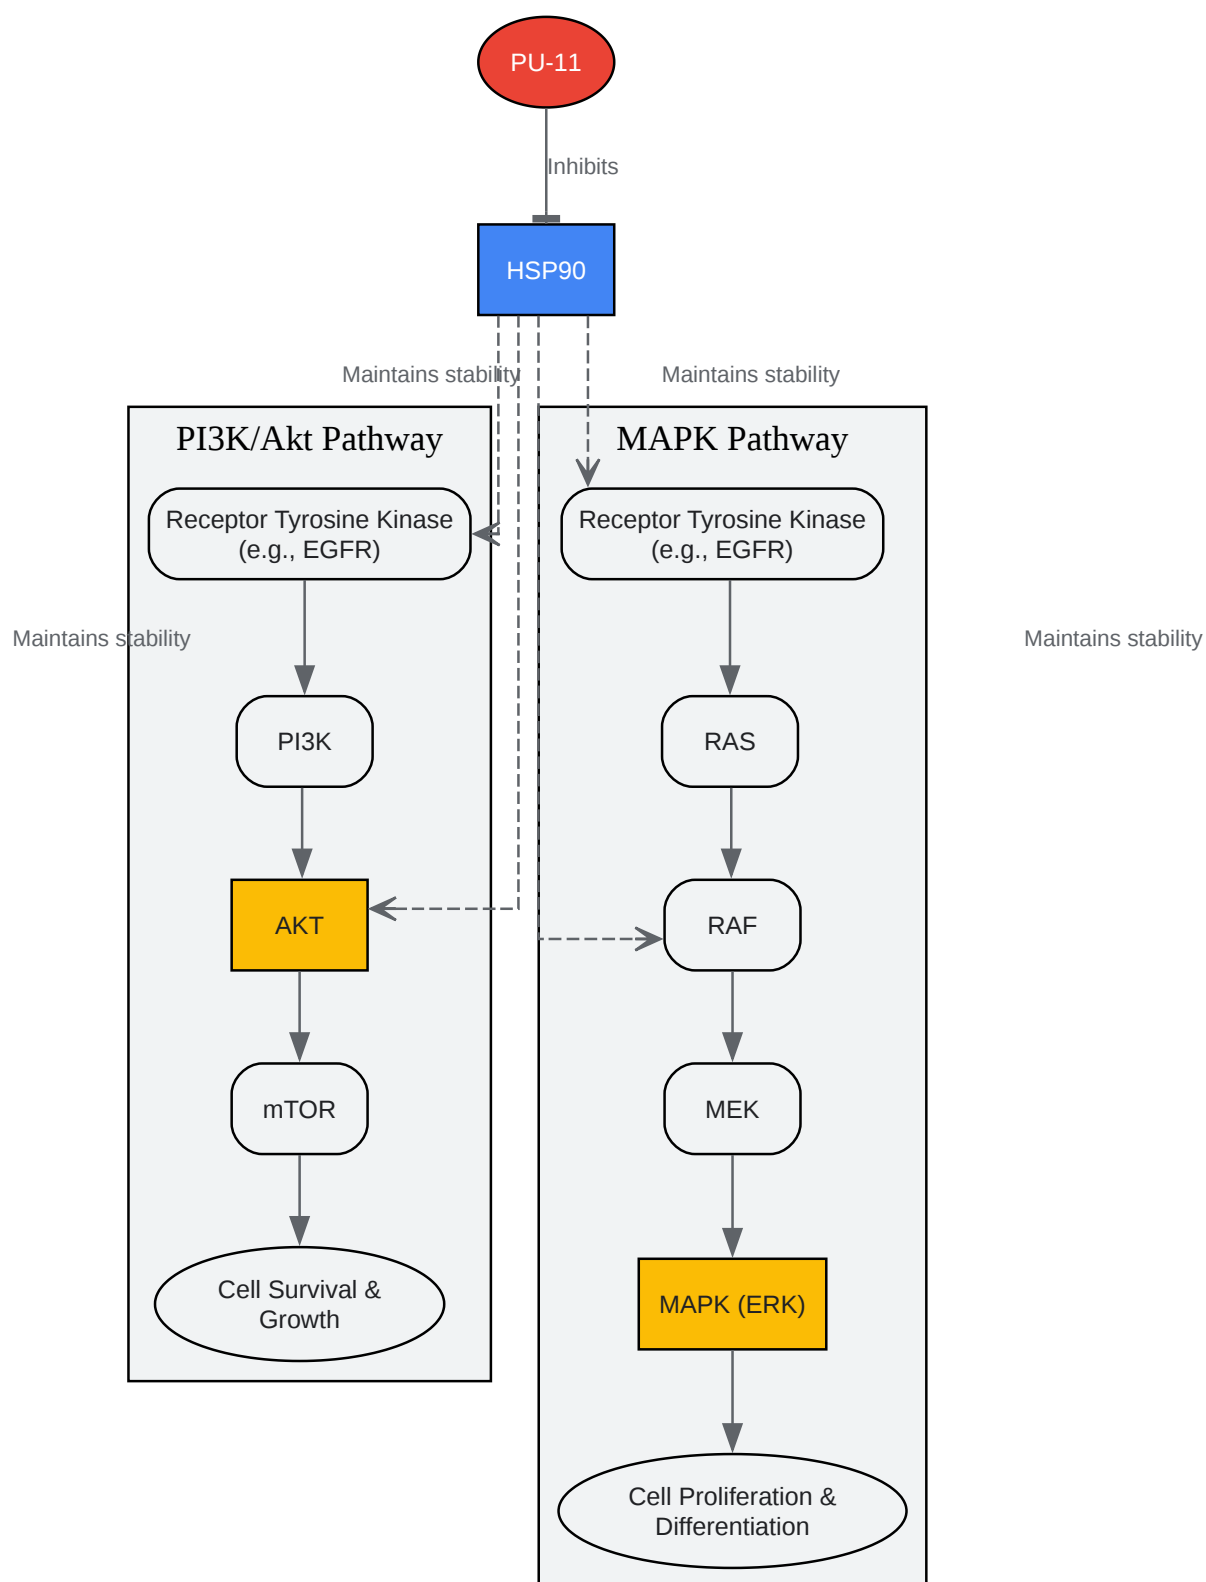 PU-11
Inhibits
HSP90
Maintains stability
Maintains stability
PI3K/Akt Pathway
MAPK Pathway
Receptor Tyrosine Kinase
(e.g., EGFR)
Receptor Tyrosine Kinase
(e.g., EGFR)
Maintains stability
Maintains stability
PI3K
RAS
AKT
RAF
mTOR
MEK
Cell Survival &
Growth
MAPK (ERK)
Cell Proliferation &
Differentiation